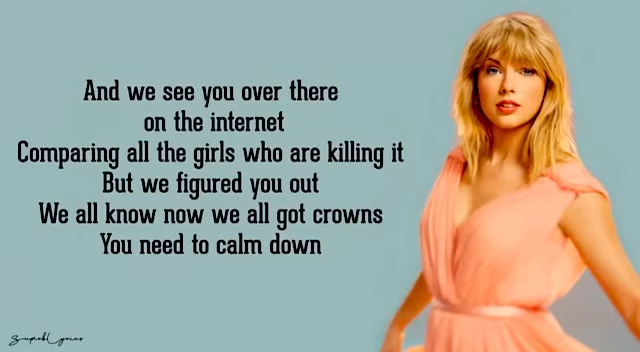 And we see you over there
on the internet
Comparing all the girls who are killing it
But we figured you out
We all know now we all got crowns
You need to calm down